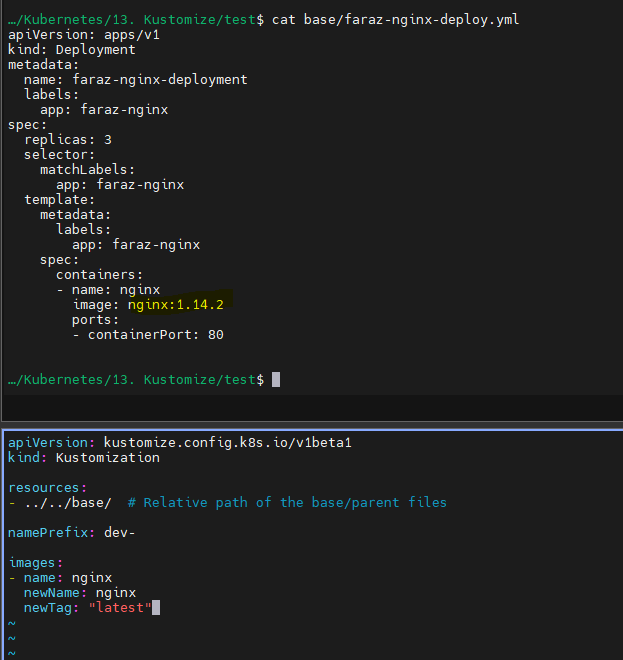 …/Kubernetes/13. Kustomize/test$ cat base/faraz-nginx-deploy.yml
apiVersion: apps/v1
kind: Deployment
metadata:
  name: faraz-nginx-deployment
  labels:
    app: faraz-nginx
spec:
  replicas: 3
  selector:
    matchLabels:
      app: faraz-nginx
  template:
    metadata:
      labels:
        app: faraz-nginx
    spec:
      containers:
      - name: nginx
        image: nginx:1.14.2
        ports:
        - containerPort: 80
…/Kubernetes/13. Kustomize/test$
apiVersion: kustomize.config.k8s.io/v1beta1
kind: Kustomization
resources:
- ../../base/  # Relative path of the base/parent files
namePrefix: dev-
images:
- name: nginx
  newName: nginx
  newTag: "latest"
~
~
~